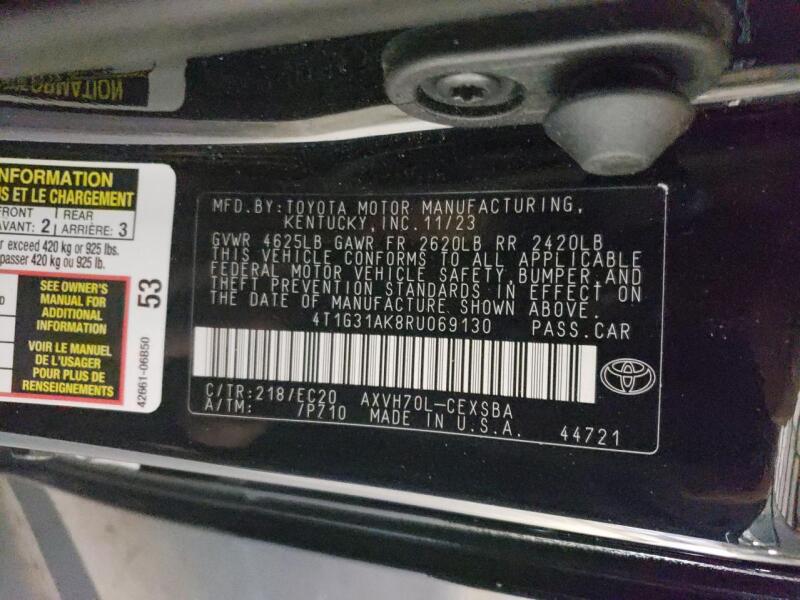 INFORMATION
US ET LE CHARGEMENT
FRONT
AVANT: 2
REAR
ARRIÈRE: 3
exceed 420 kg or 925 lbs.
passer 420 kg ou 925 lb.
SEE OWNER'S
MANUAL FOR
ADDITIONAL
INFORMATION
VOIR LE MANUEL
DE L'USAGER
POUR PLUS DE
RENSEIGNEMENTS
53
42661-06B50
MFD.BY:TOYOTA MOTOR MANUFACTURING,
KENTUCKY,INC.11/23
GVWR 4625LB GAWR FR 2620LB RR 2420LB
THIS VEHICLE CONFORMS TO ALL APPLICABLE
FEDERAL MOTOR VEHICLE SAFETY,BUMPER,AND
THEFT PREVENTION STANDARDS IN EFFECT ON
THE DATE OF MANUFACTURE SHOWN ABOVE.
4T1G31AK8RU069130 PASS.CAR
C/TR:218/EC20 AXVH70L-CEXSBA
A/TM: /P710 MADE IN U.S.A.
44721